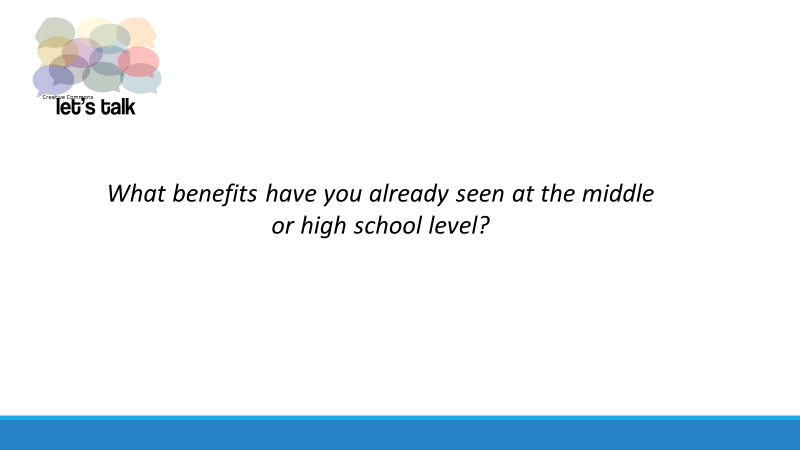 Creative Commons
let's talk
What benefits have you already seen at the middle
or high school level?